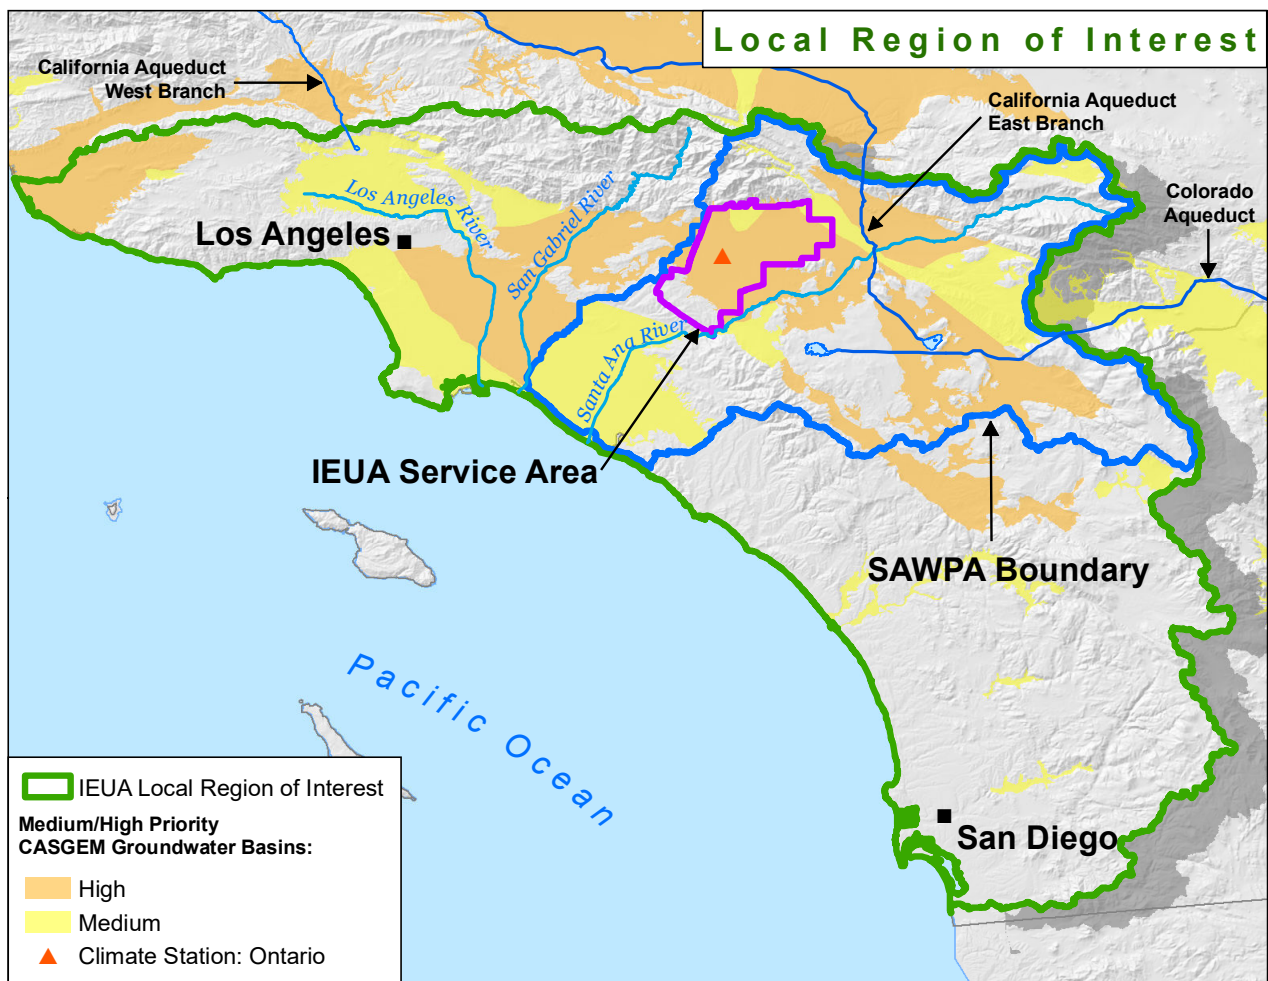 Local Region of Interest
California Aqueduct
West Branch
California Aqueduct
East Branch
Colorado
Aqueduct
Los Angeles River
San Gabriel River
Los Angeles
Santa Ana River
IEUA Service Area
SAWPA Boundary
Pacific Ocean
San Diego
IEUA Local Region of Interest
Medium/High Priority
CASGEM Groundwater Basins:
High
Medium
Climate Station: Ontario